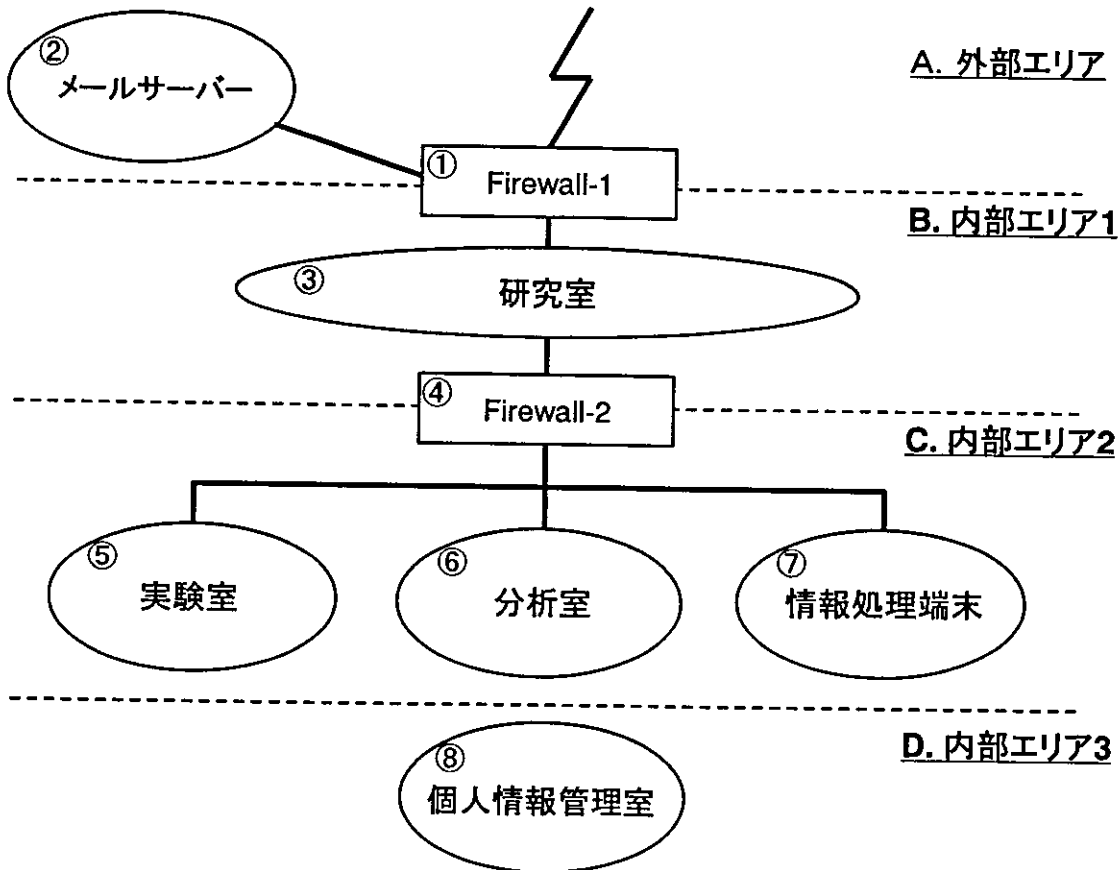 ②
メールサーバー
A. 外部エリア
①
Firewall-1
B. 内部エリア1
③
研究室
④
Firewall-2
C. 内部エリア2
⑤
実験室
⑥
分析室
⑦
情報処理端末
D. 内部エリア3
⑧
個人情報管理室